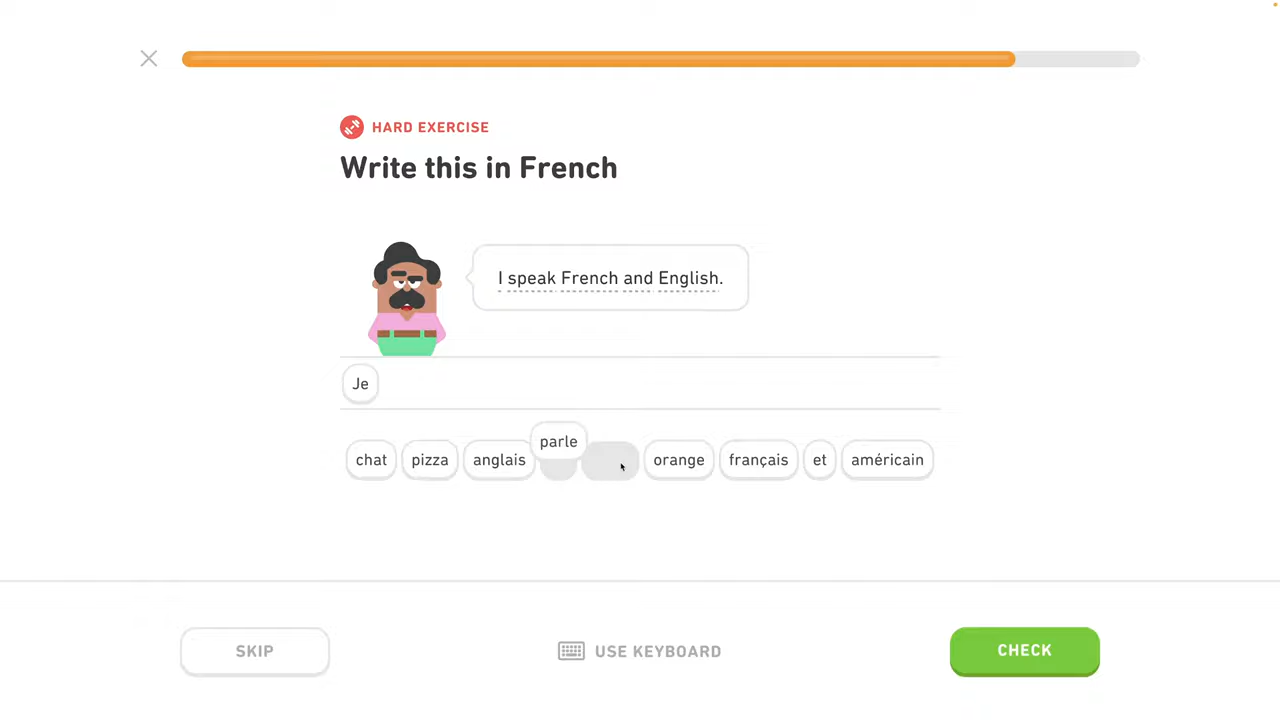 HARD EXERCISE
Write this in French
I speak French and English.
Je
parle
chat pizza anglais orange français et américain
SKIP USE KEYBOARD CHECK